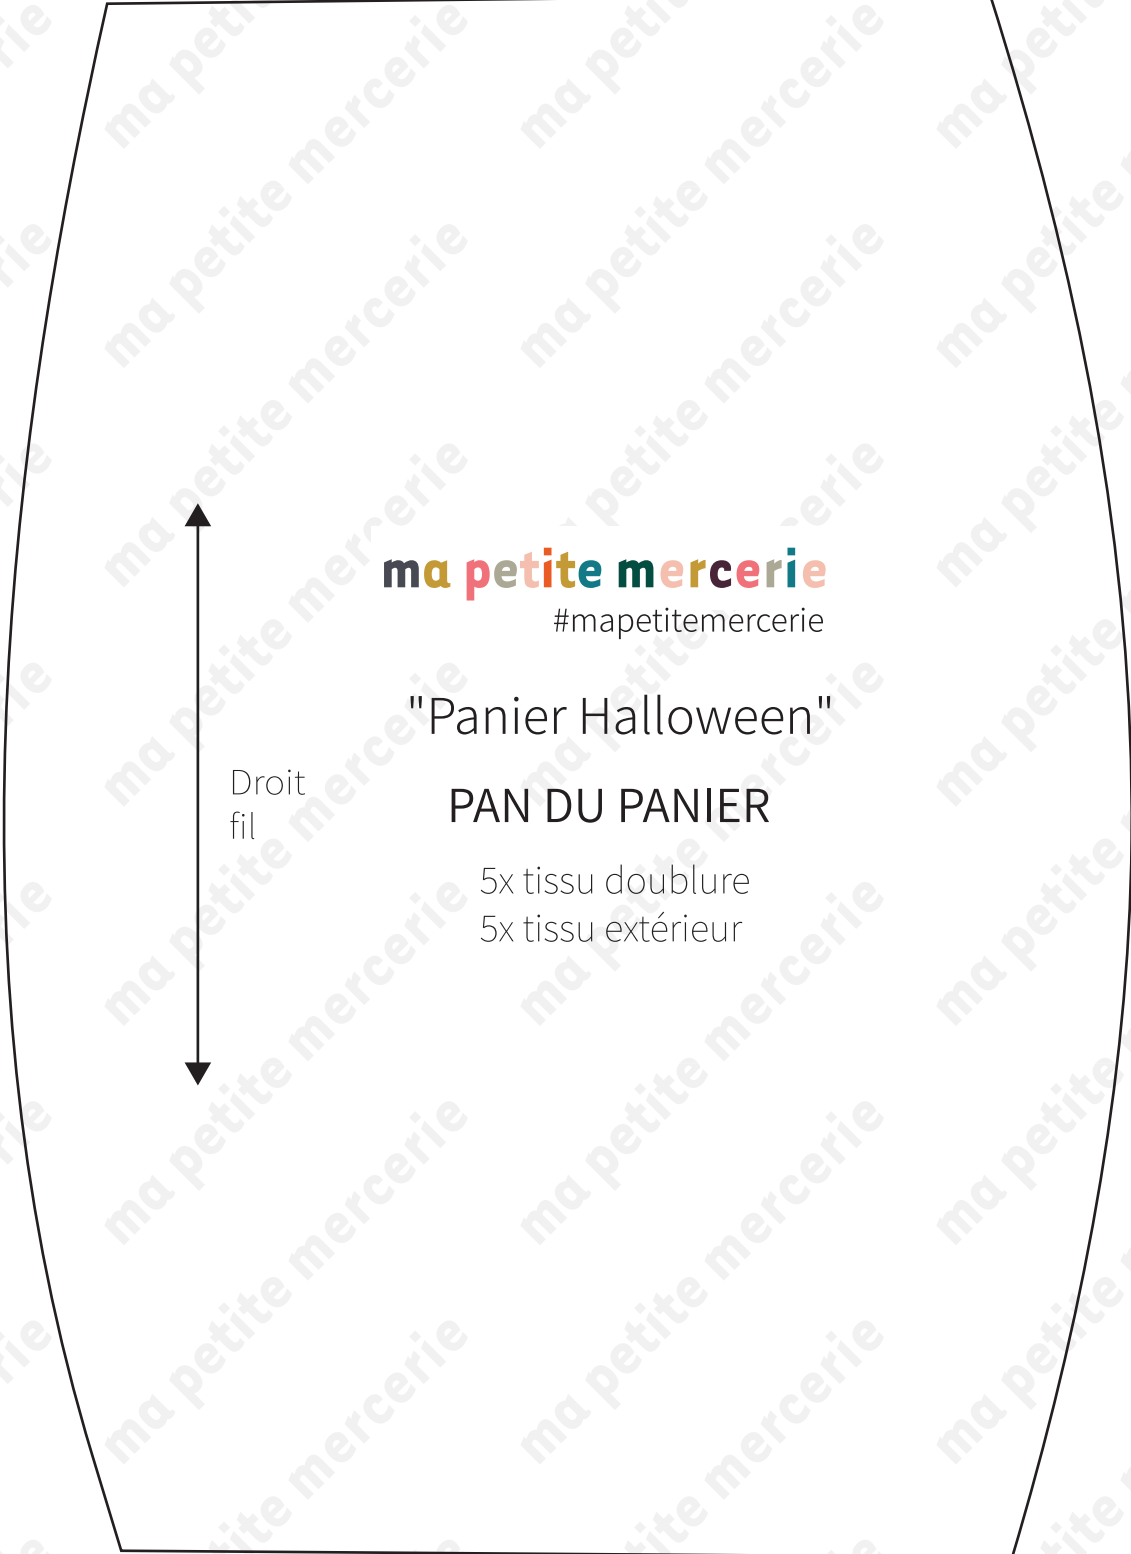 ma petite mercerie
#mapetitemercerie
"Panier Halloween"
Droit
fil
PAN DU PANIER
5x tissu doublure
5x tissu extérieur